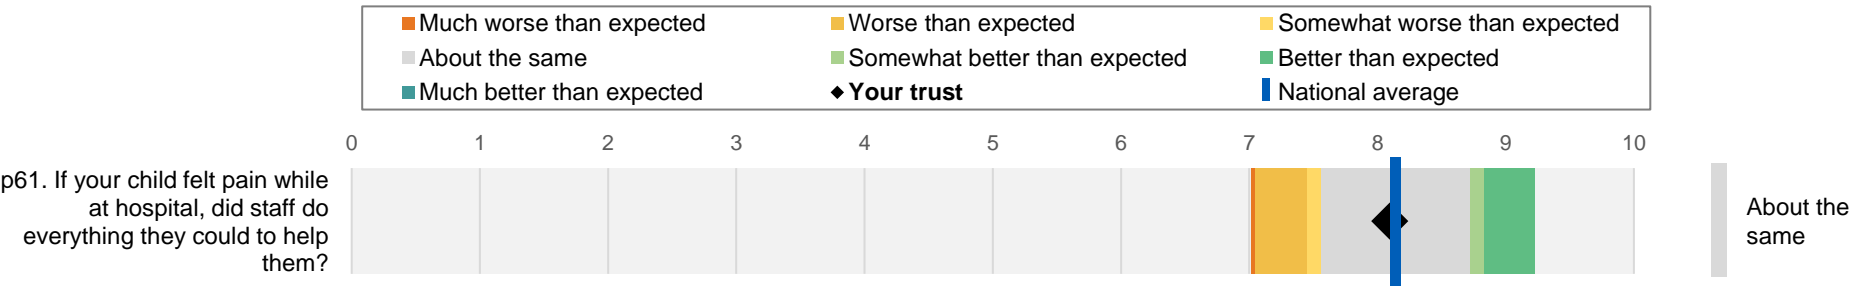 Much worse than expected
Worse than expected
Somewhat worse than expected
About the same
Somewhat better than expected
Better than expected
Much better than expected
Your trust
National average
0 1 2 3 4 5 6 7 8 9 10
p61. If your child felt pain while
at hospital, did staff do
everything they could to help
them?
About the
same